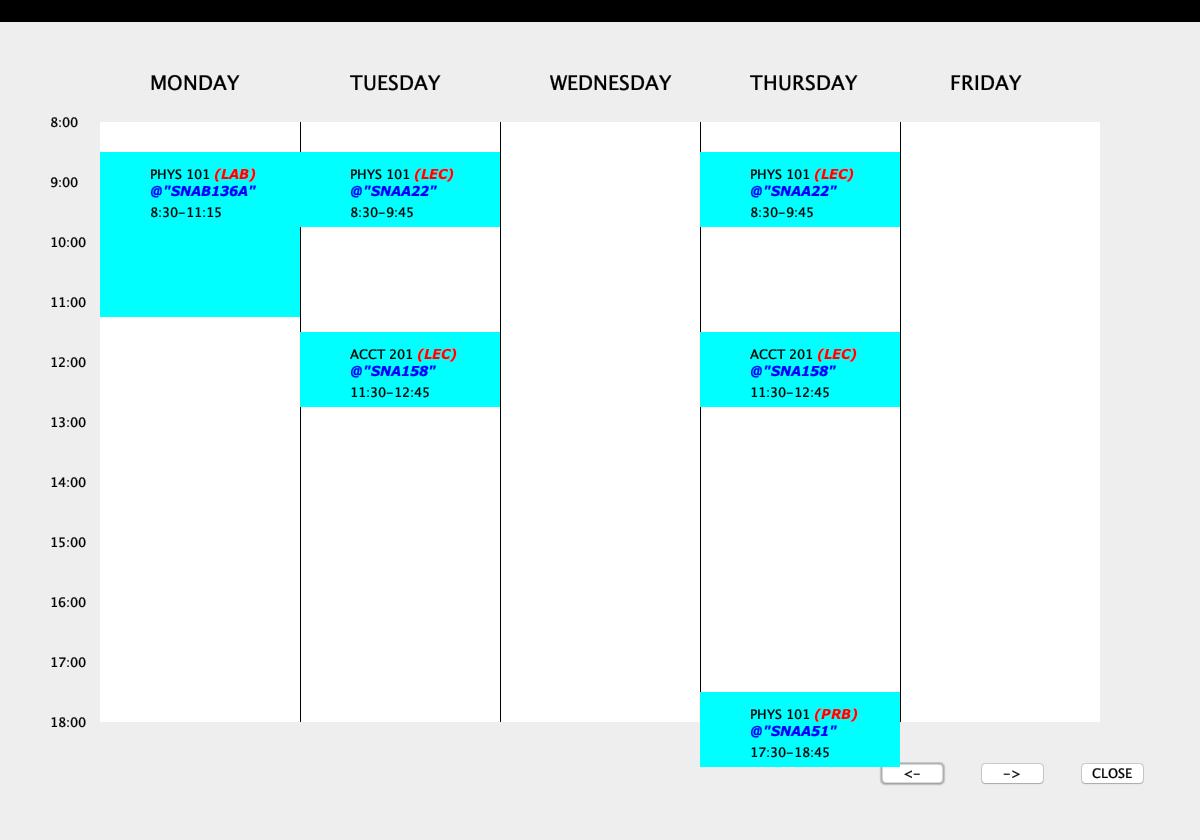 MONDAY TUESDAY WEDNESDAY THURSDAY FRIDAY
8:00
PHYS 101 (LAB) PHYS 101 (LEC) PHYS 101 (LEC)
9:00 @"SNAB136A" @"SNAA22" @"SNAA22"
8:30-11:15 8:30-9:45 8:30-9:45
10:00
11:00
ACCT 201 (LEC) ACCT 201 (LEC)
12:00 @"SNA158" @"SNA158"
11:30-12:45 11:30-12:45
13:00
14:00
15:00
16:00
17:00
PHYS 101 (PRB)
18:00 @"SNAA51"
17:30-18:45
<- -> CLOSE